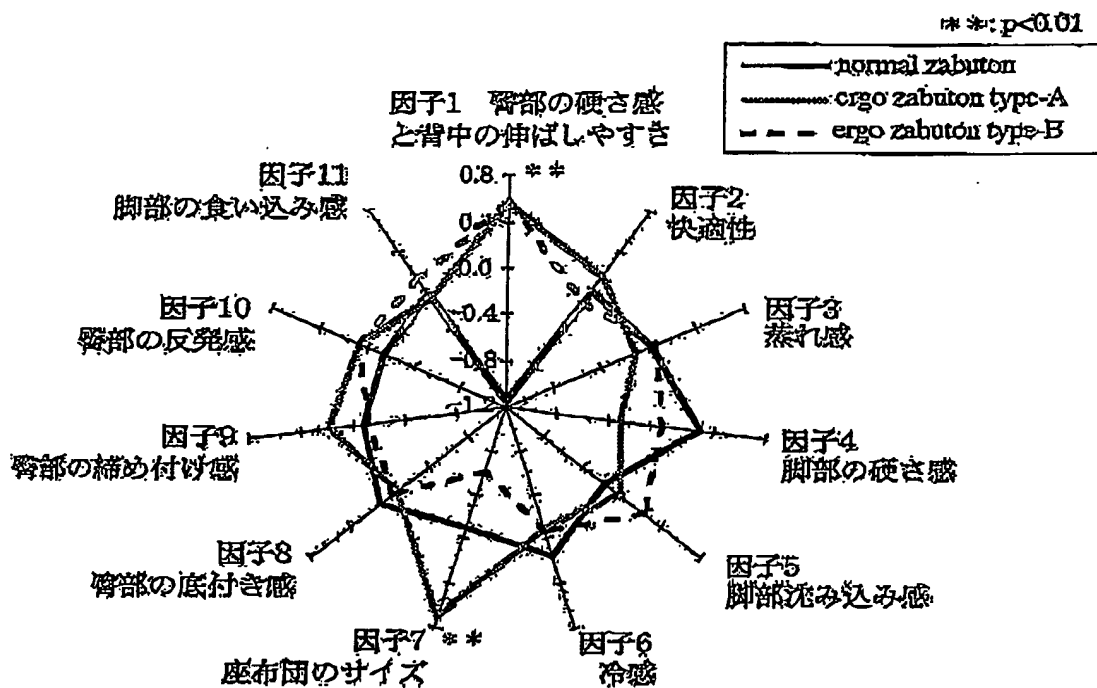 **: p<0.01
normal zabuton
ergo zabuton type-A
ergo zabuton type-B
因子1 臀部の硬さ感
と背中の伸ばしやすさ
因子2
快適性
因子3
蒸れ感
因子4
脚部の硬さ感
因子5
脚部沈み込み感
因子6
冷感
因子7 **
座布団のサイズ
因子8
臀部の底付き感
因子9
臀部の締め付け感
因子10
臀部の反発感
因子11
脚部の食い込み感
0.8 **
0.0
-0.4
-0.8